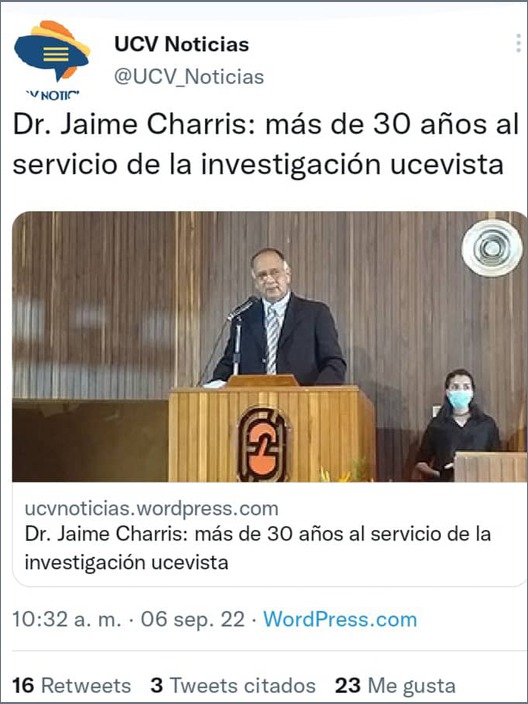 UCV Noticias
@UCV_Noticias
Dr. Jaime Charris: más de 30 años al
servicio de la investigación ucevista
ucvnoticias.wordpress.com
Dr. Jaime Charris: más de 30 años al servicio de la
investigación ucevista
10:32 a. m. · 06 sep. 22 · WordPress.com
16 Retweets 3 Tweets citados 23 Me gusta